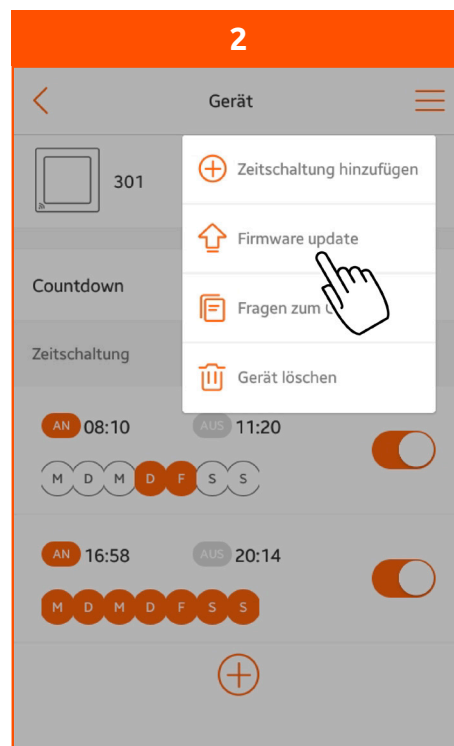 2
Gerät
301
Zeitschaltung hinzufügen
Firmware update
Countdown
Fragen zum
Zeitschaltung
Gerät löschen
AN 08:10 AUS 11:20
M D M D F S S
AN 16:58 AUS 20:14
M D M D F S S